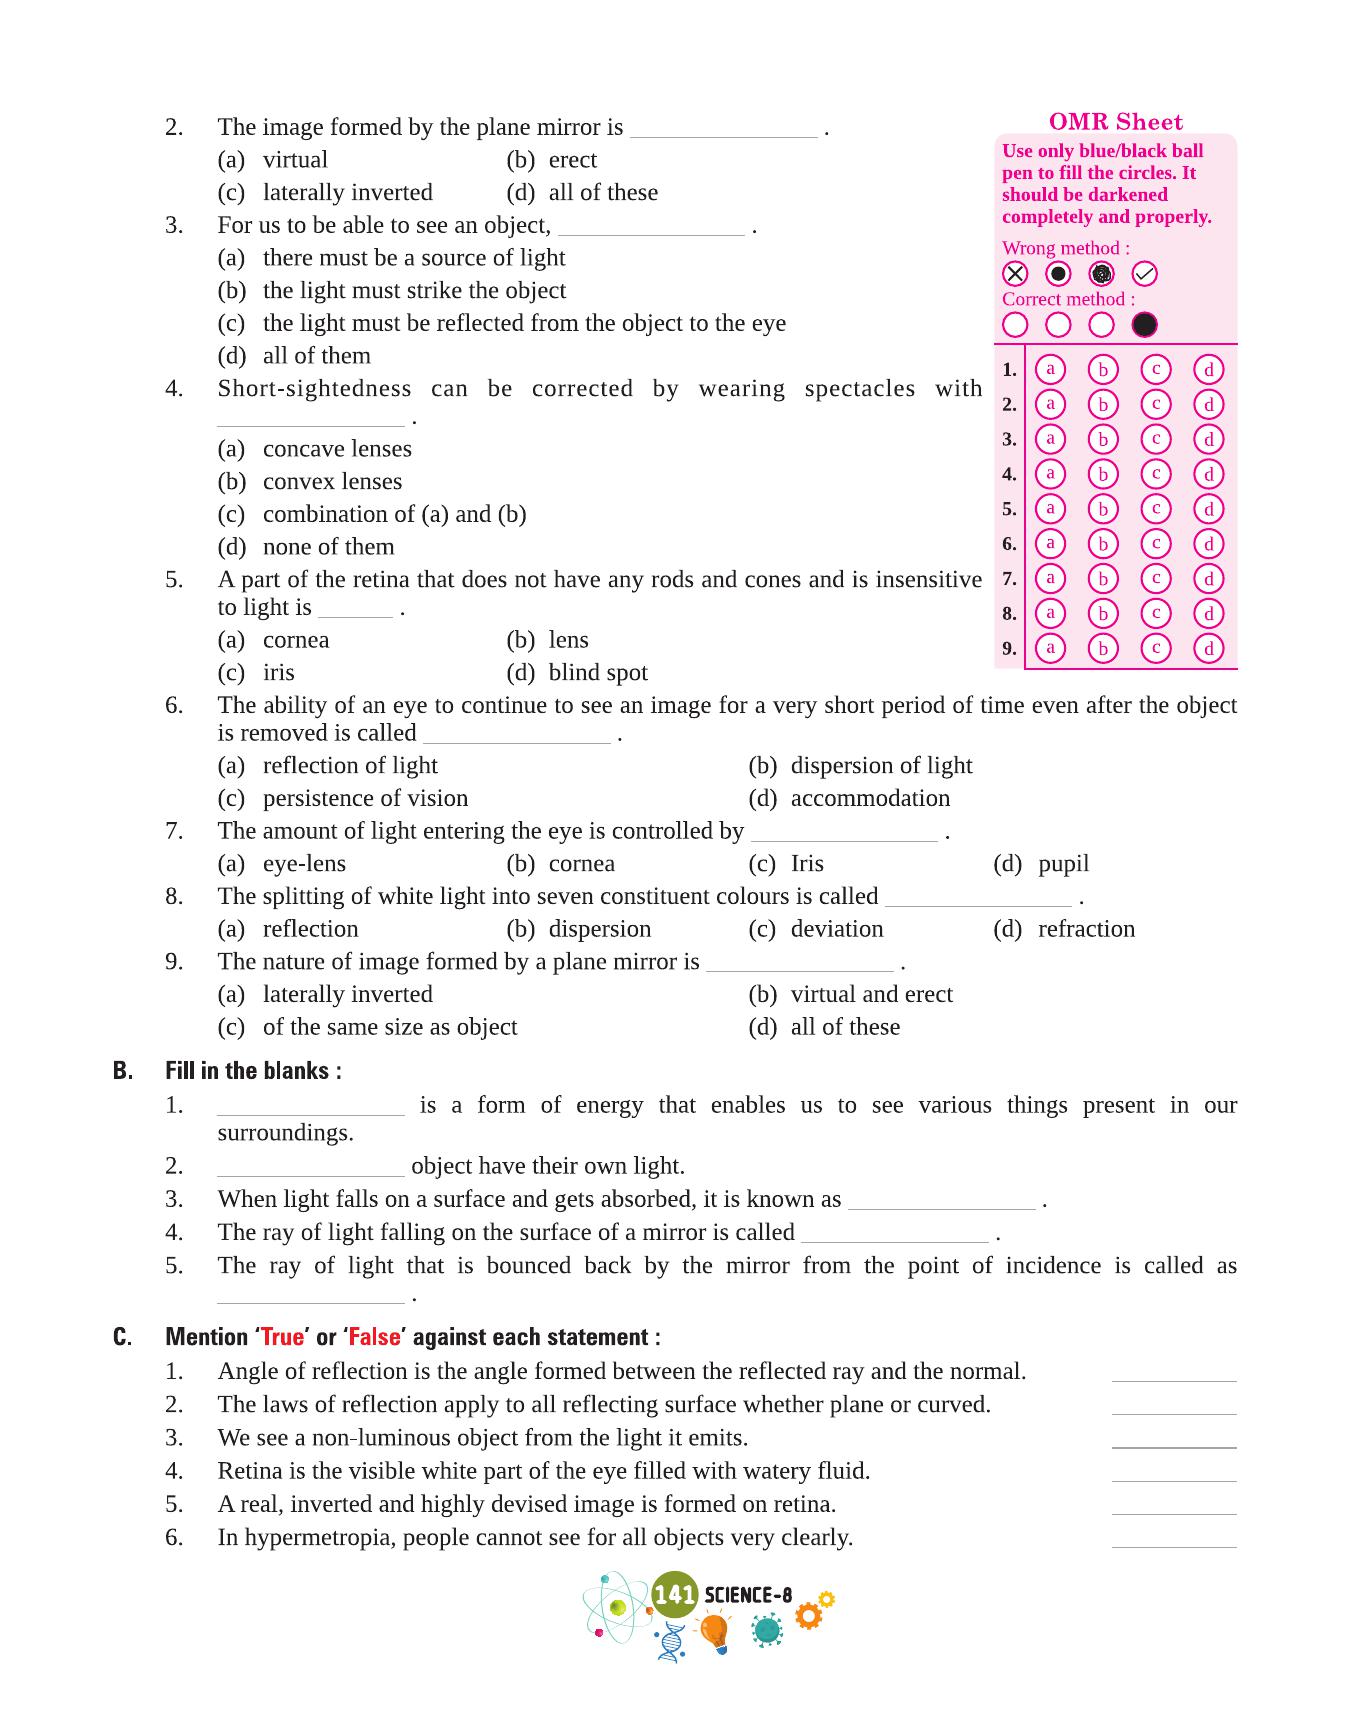 2. The image formed by the plane mirror is _______________ .
(a) virtual (b) erect
(c) laterally inverted (d) all of these
3. For us to be able to see an object, _______________ .
(a) there must be a source of light
(b) the light must strike the object
(c) the light must be reflected from the object to the eye
(d) all of them
4. Short-sightedness can be corrected by wearing spectacles with
_______________ .
(a) concave lenses
(b) convex lenses
(c) combination of (a) and (b)
(d) none of them
5. A part of the retina that does not have any rods and cones and is insensitive
to light is ______ .
(a) cornea (b) lens
(c) iris (d) blind spot
OMR Sheet
Use only blue/black ball
pen to fill the circles. It
should be darkened
completely and properly.
Wrong method :
Correct method :
1. a b c d
2. a b c d
3. a b c d
4. a b c d
5. a b c d
6. a b c d
7. a b c d
8. a b c d
9. a b c d
6. The ability of an eye to continue to see an image for a very short period of time even after the object
is removed is called _______________ .
(a) reflection of light (b) dispersion of light
(c) persistence of vision (d) accommodation
7. The amount of light entering the eye is controlled by _______________ .
(a) eye-lens (b) cornea (c) Iris (d) pupil
8. The splitting of white light into seven constituent colours is called _______________ .
(a) reflection (b) dispersion (c) deviation (d) refraction
9. The nature of image formed by a plane mirror is _______________ .
(a) laterally inverted (b) virtual and erect
(c) of the same size as object (d) all of these
B. Fill in the blanks :
1. _______________ is a form of energy that enables us to see various things present in our
surroundings.
2. _______________ object have their own light.
3. When light falls on a surface and gets absorbed, it is known as _______________ .
4. The ray of light falling on the surface of a mirror is called _______________ .
5. The ray of light that is bounced back by the mirror from the point of incidence is called as
_______________ .
C. Mention ‘True’ or ‘False’ against each statement :
1. Angle of reflection is the angle formed between the reflected ray and the normal. __________
2. The laws of reflection apply to all reflecting surface whether plane or curved. __________
3. We see a non-luminous object from the light it emits. __________
4. Retina is the visible white part of the eye filled with watery fluid. __________
5. A real, inverted and highly devised image is formed on retina. __________
6. In hypermetropia, people cannot see for all objects very clearly. __________
141 SCIENCE-8